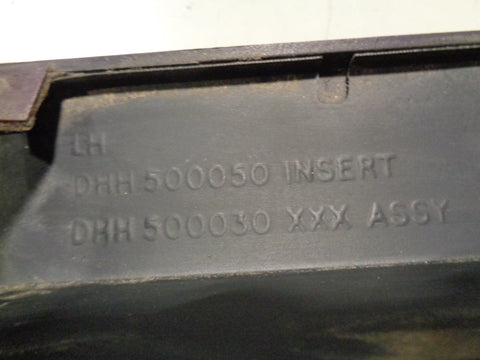 LH
DHH 500050 INSERT
DHH 500030 XXX ASSY